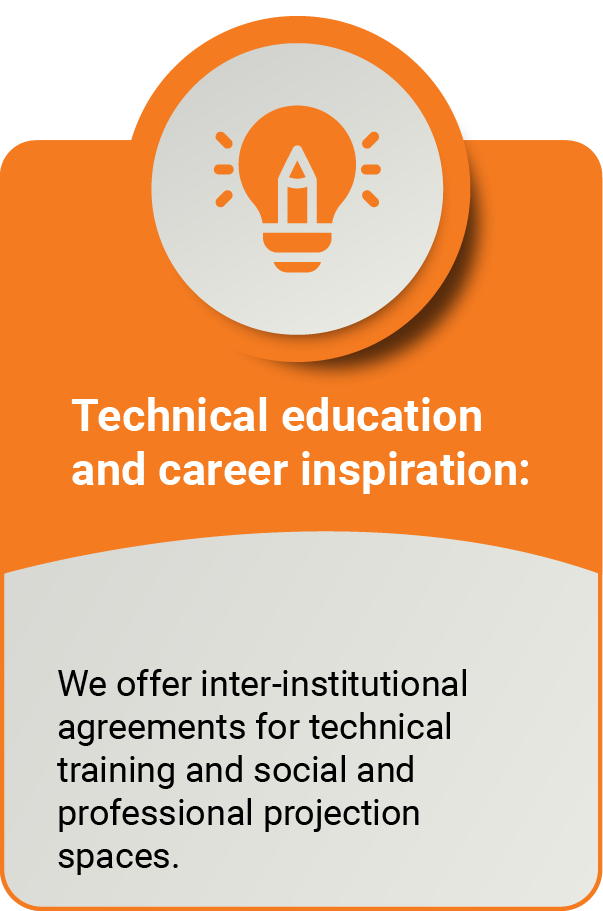 Technical education
and career inspiration:
We offer inter-institutional
agreements for technical
training and social and
professional projection
spaces.